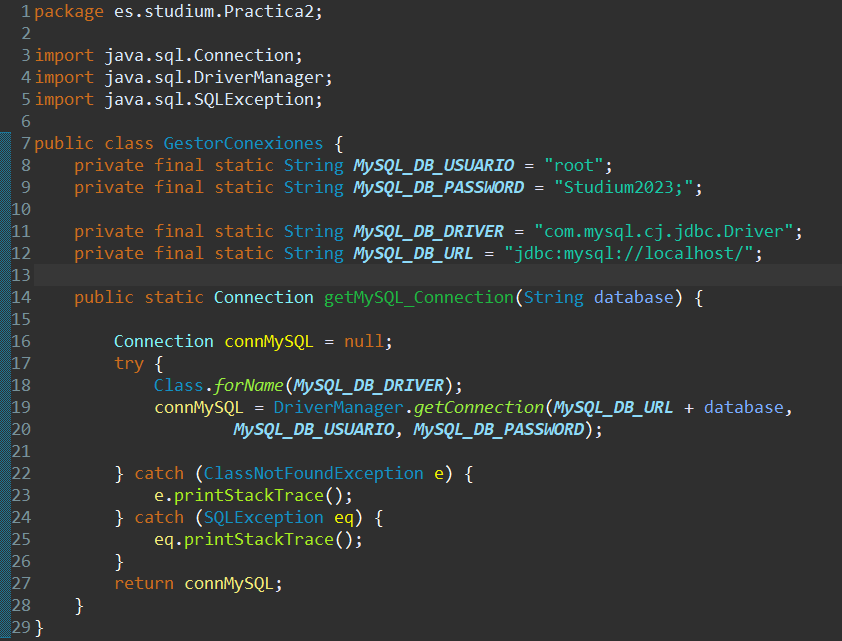 1 package es.studium.Practica2;
2
3 import java.sql.Connection;
4 import java.sql.DriverManager;
5 import java.sql.SQLException;
6
7 public class GestorConexiones {
8     private final static String MySQL_DB_USUARIO = "root";
9     private final static String MySQL_DB_PASSWORD = "Studium2023;";
10
11     private final static String MySQL_DB_DRIVER = "com.mysql.cj.jdbc.Driver";
12     private final static String MySQL_DB_URL = "jdbc:mysql://localhost/";
13
14     public static Connection getMySQL_Connection(String database) {
15
16         Connection connMySQL = null;
17         try {
18             Class.forName(MySQL_DB_DRIVER);
19             connMySQL = DriverManager.getConnection(MySQL_DB_URL + database,
20                     MySQL_DB_USUARIO, MySQL_DB_PASSWORD);
21
22         } catch (ClassNotFoundException e) {
23             e.printStackTrace();
24         } catch (SQLException eq) {
25             eq.printStackTrace();
26         }
27         return connMySQL;
28     }
29 }